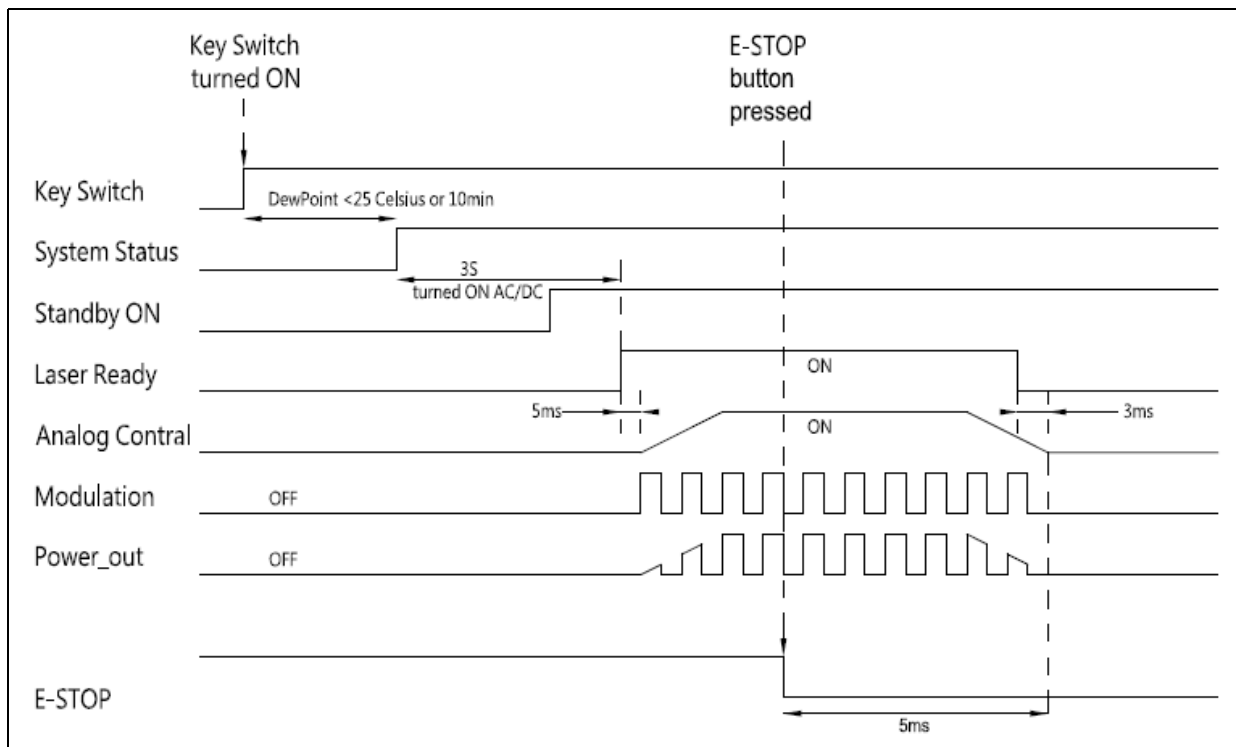 Key Switch
turned ON
E-STOP
button
pressed
Key Switch
DewPoint <25 Celsius or 10min
System Status
3S
turned ON AC/DC
Standby ON
Laser Ready
ON
5ms
3ms
Analog Contral
ON
Modulation
OFF
Power_out
OFF
E-STOP
5ms